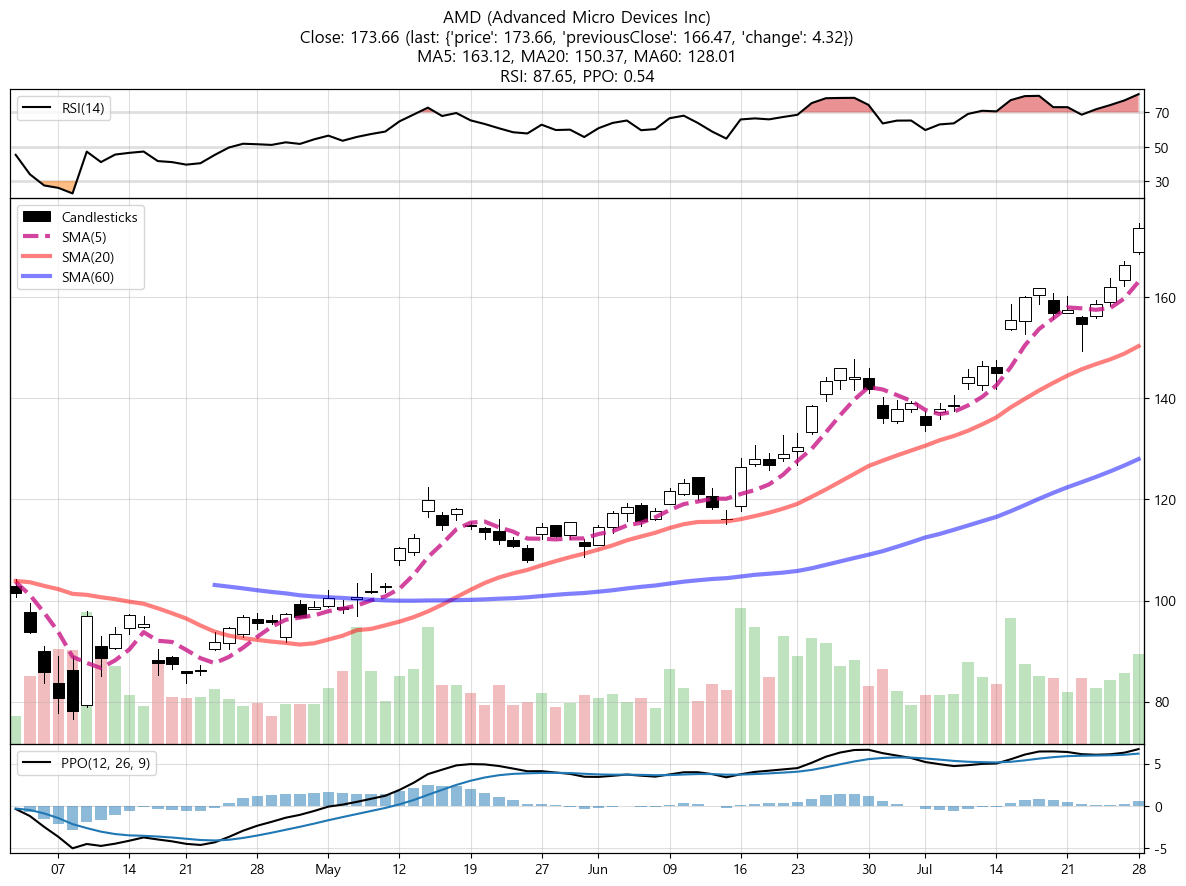 AMD (Advanced Micro Devices Inc)
Close: 173.66 (last: {'price': 173.66, 'previousClose': 166.47, 'change': 4.32})
MA5: 163.12, MA20: 150.37, MA60: 128.01
RSI: 87.65, PPO: 0.54
RSI(14)
70
50
30
Candlesticks
SMA(5)
SMA(20)
SMA(60)
160
140
120
100
80
PPO(12, 26, 9)
5
0
-5
07 14 21 28 May 12 19 27 Jun 09 16 23 30 Jul 14 21 28